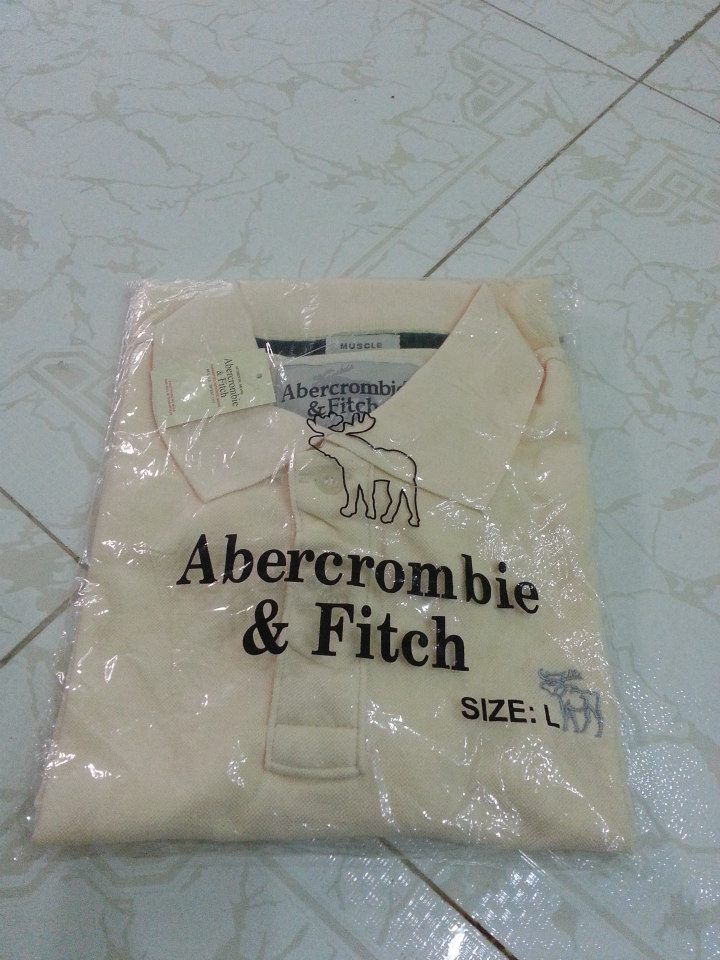 MUSCLE
Abercrombie
& Fitch
Abercrombie
& Fitch
Abercrombie
& Fitch
SIZE: L